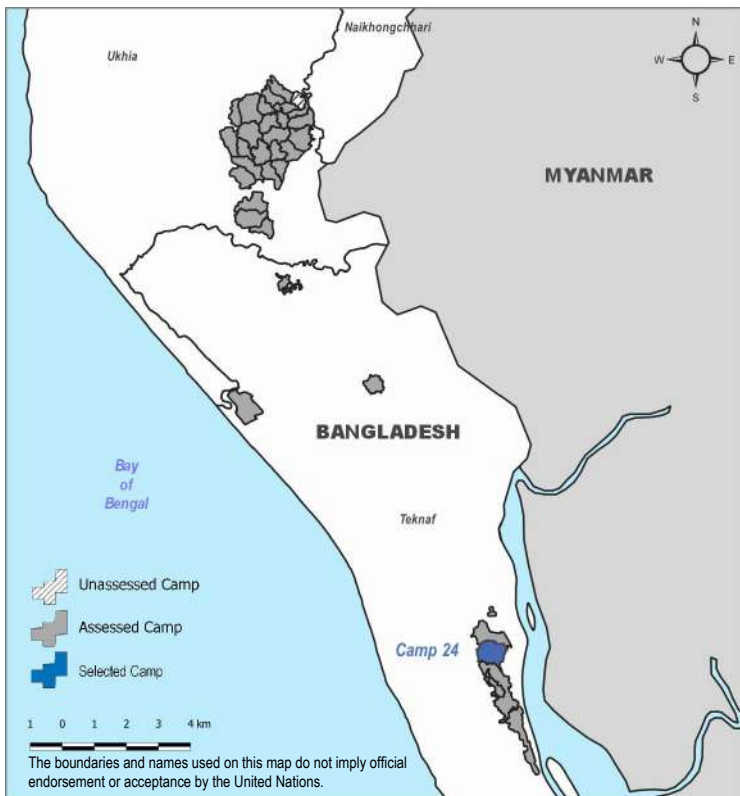 Naikhongchhari
Ukhia
N
W E
S
MYANMAR
BANGLADESH
Bay
of
Bengal
Teknaf
Unassessed Camp
Assessed Camp
Camp 24
Selected Camp
1 0 1 2 3 4 km
The boundaries and names used on this map do not imply official
endorsement or acceptance by the United Nations.